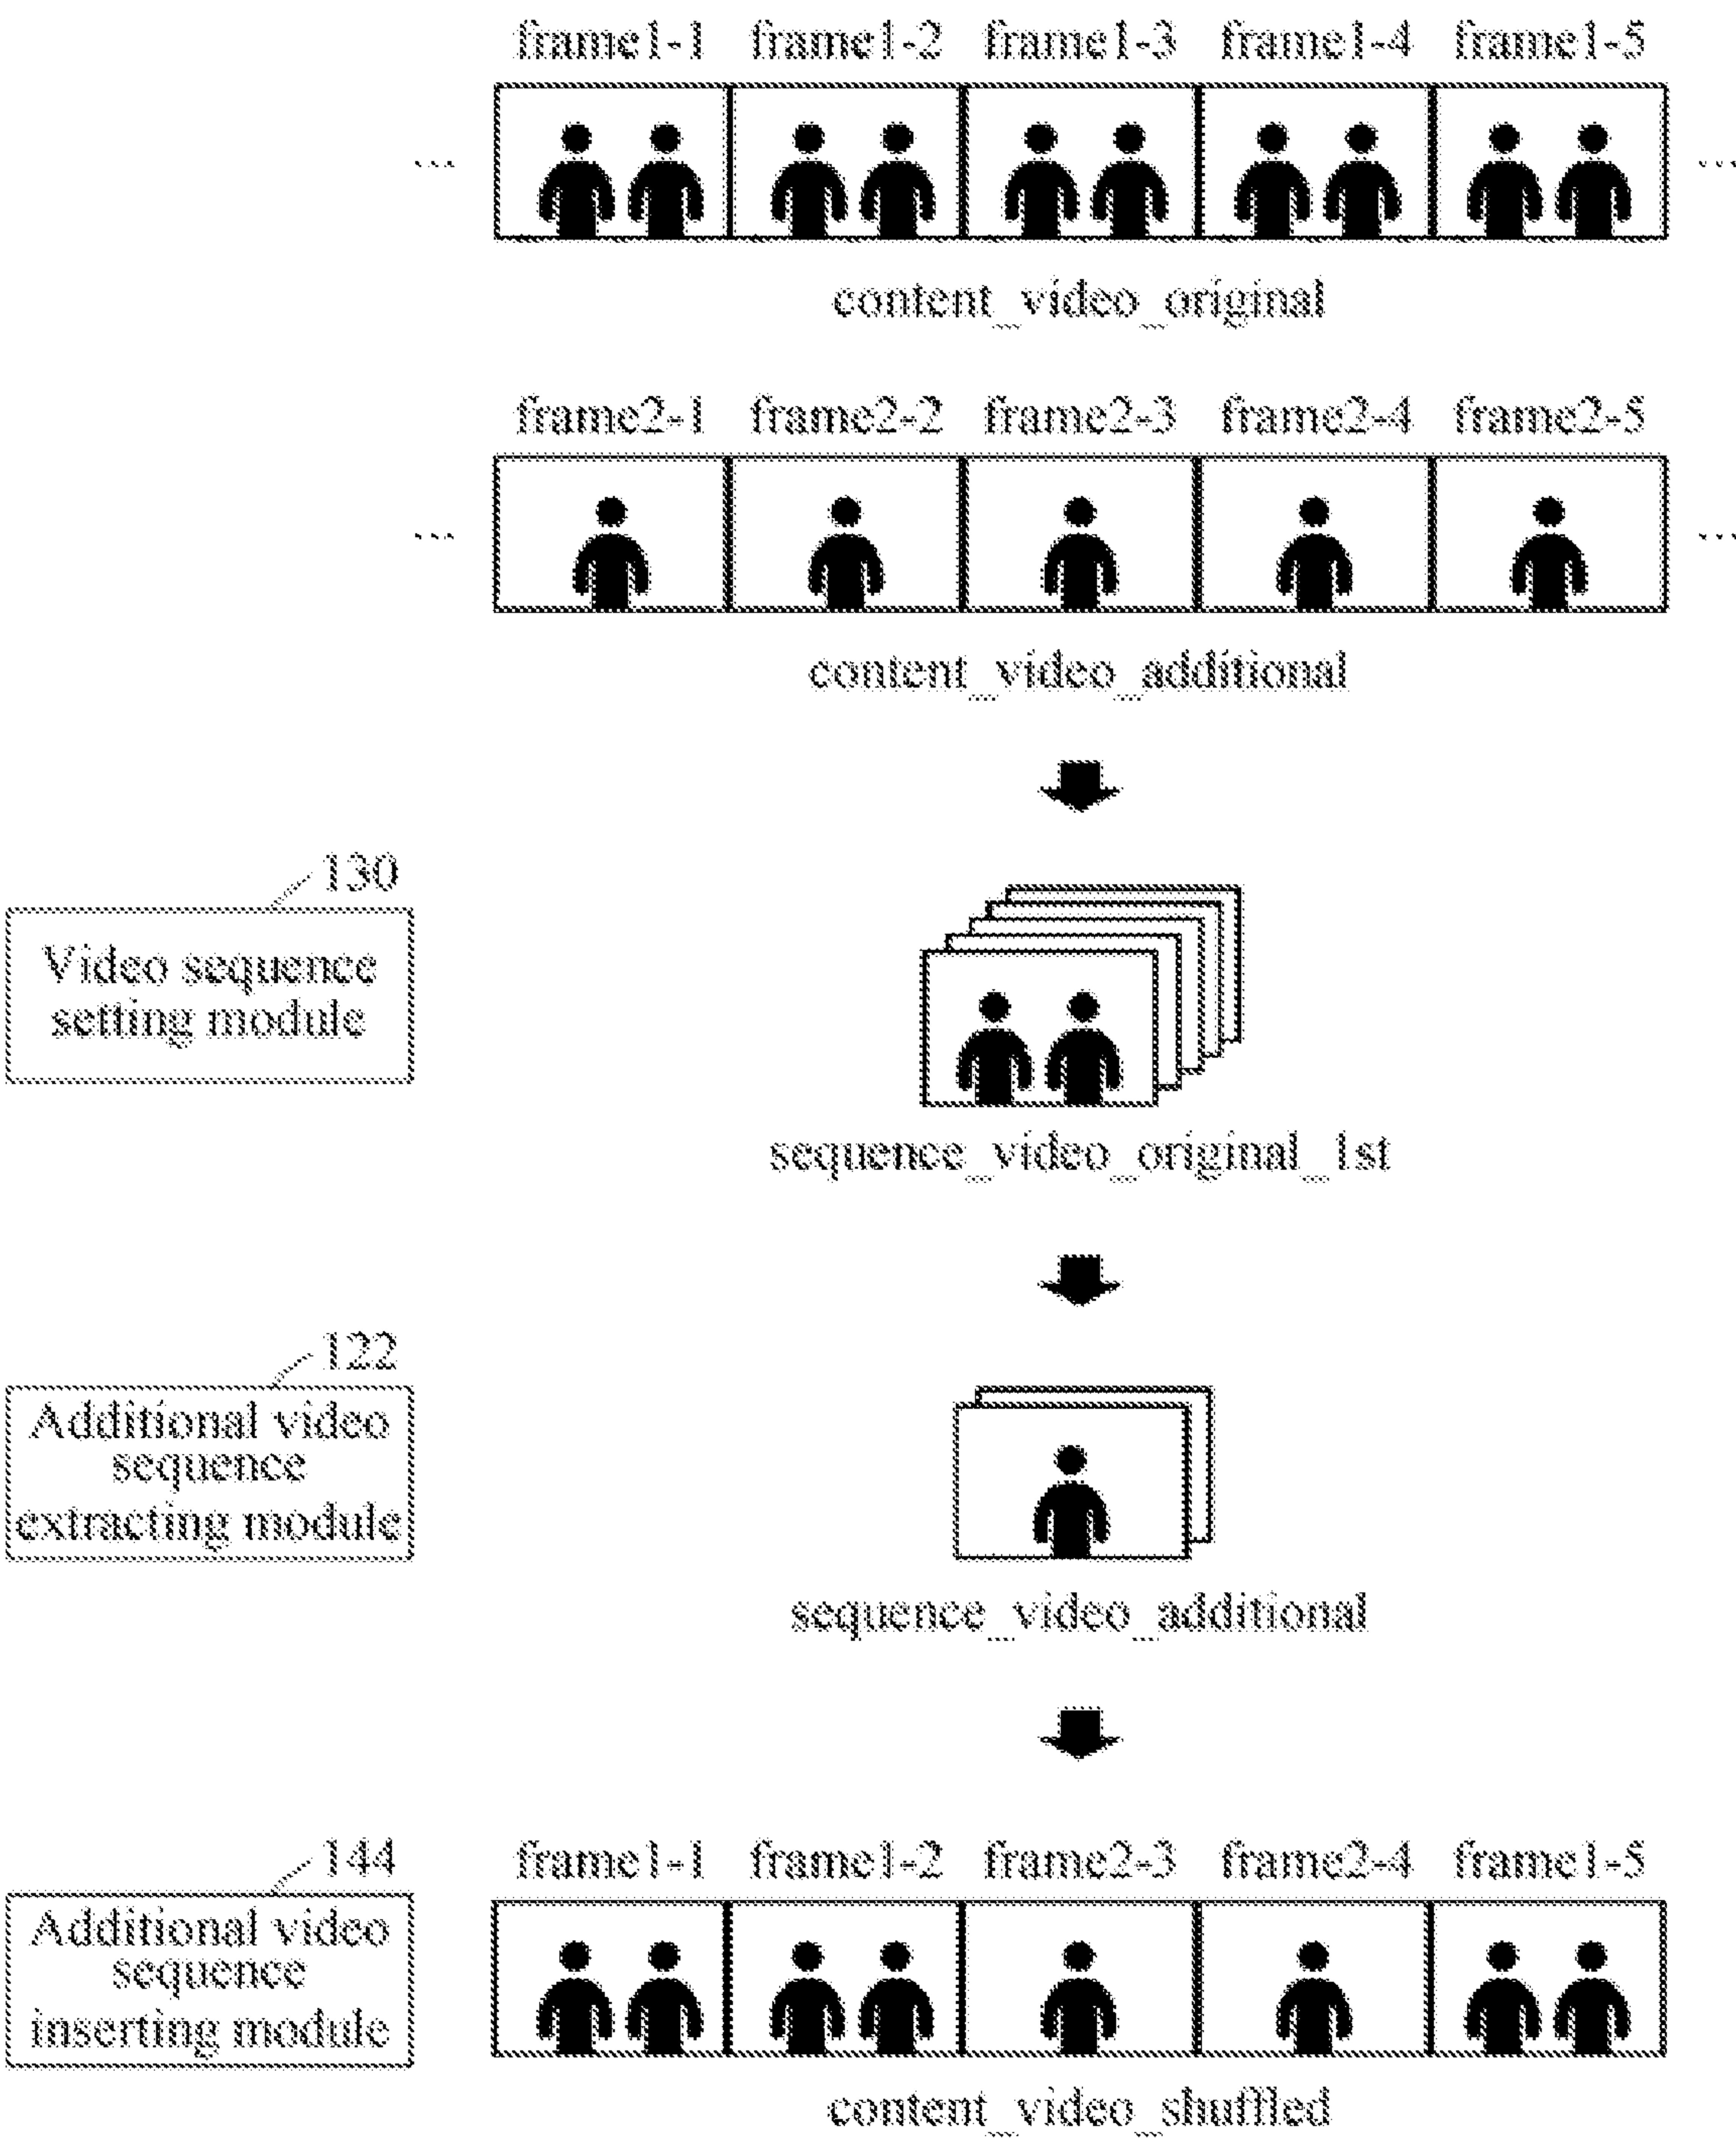 frame1-1 frame1-2 frame1-3 frame1-4 frame1-5
... ...
content_video_original
frame2-1 frame2-2 frame2-3 frame2-4 frame2-5
... ...
content_video_additional
130
Video sequence
setting module
sequence_video_original_1st
122
Additional video
sequence
extracting module
sequence_video_additional
144
Additional video
sequence
inserting module
frame1-1 frame1-2 frame2-3 frame2-4 frame1-5
content_video_shuffled